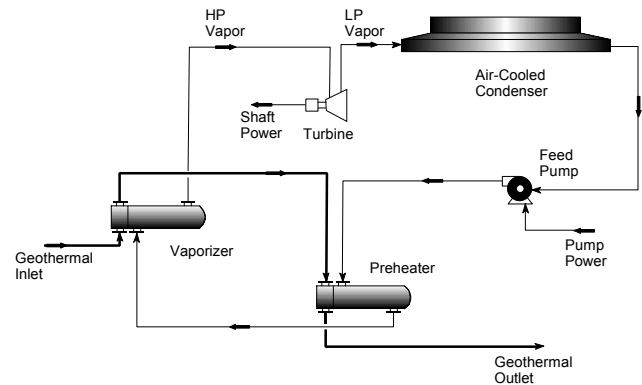 HP
Vapor
LP
Vapor
Air-Cooled
Condenser
Shaft
Power
Turbine
Feed
Pump
Vaporizer
Geothermal
Inlet
Preheater
Pump
Power
Geothermal
Outlet